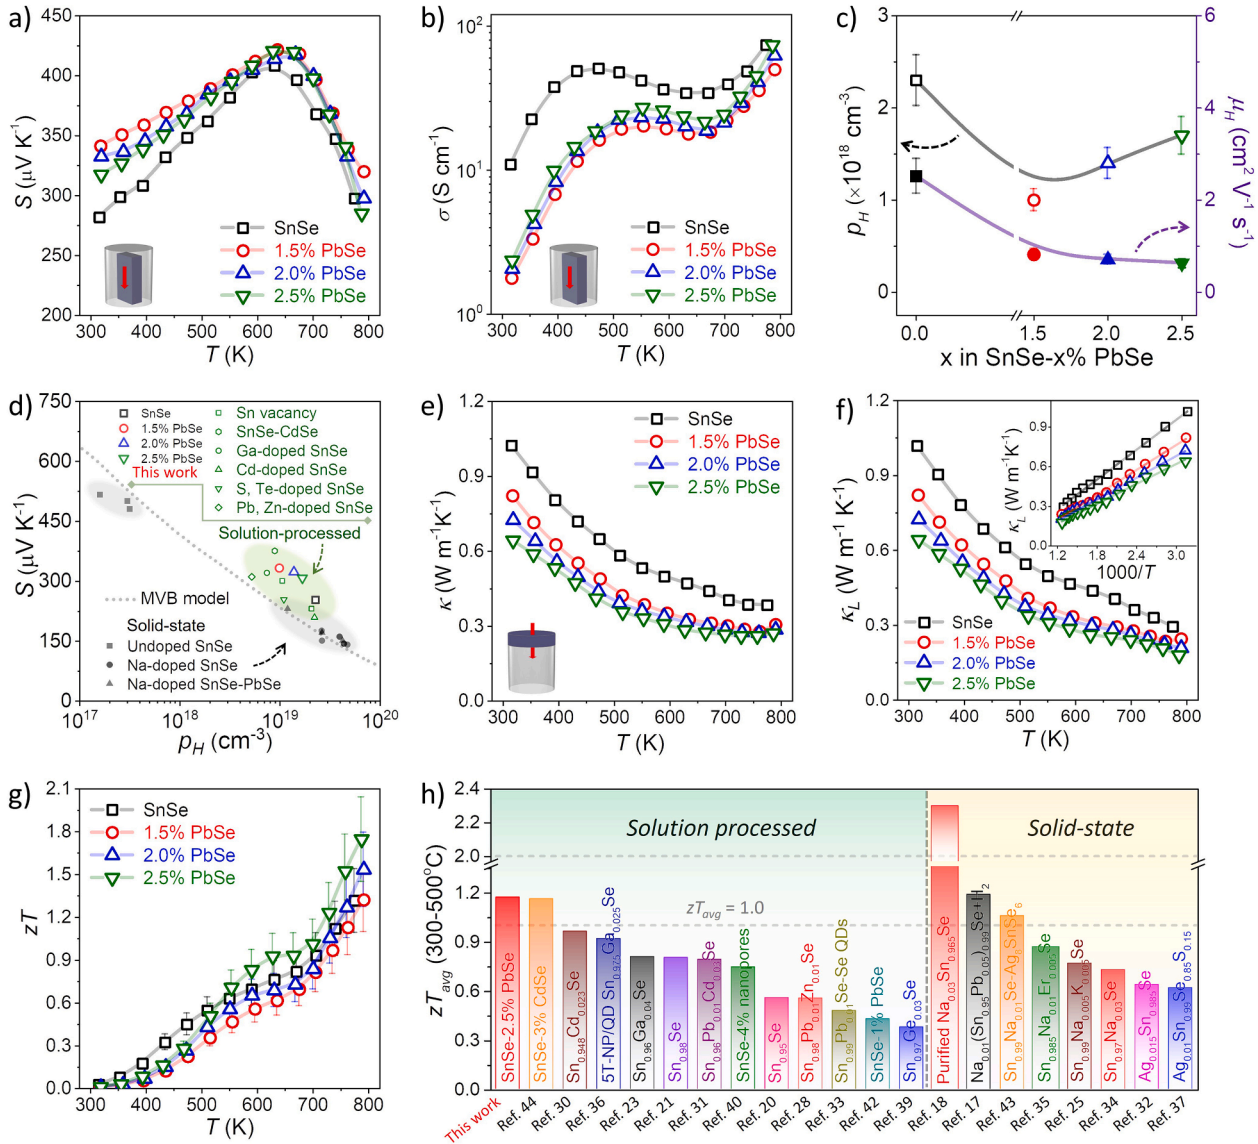 a)
450
400
350
300
250
200
S (μV K⁻¹)
SnSe
1.5% PbSe
2.0% PbSe
2.5% PbSe
300 400 500 600 700 800
T (K)
b)
10²
10¹
10⁰
σ (S cm⁻¹)
SnSe
1.5% PbSe
2.0% PbSe
2.5% PbSe
300 400 500 600 700 800
T (K)
c)
3
2
1
0
p_H (×10¹⁸ cm⁻³)
6
4
2
0
μ_H (cm² V⁻¹ s⁻¹)
0.0 1.5 2.0 2.5
x in SnSe-x% PbSe
d)
750
600
450
300
150
0
S (μV K⁻¹)
SnSe
1.5% PbSe
2.0% PbSe
2.5% PbSe
This work
Sn vacancy
SnSe-CdSe
Ga-doped SnSe
Cd-doped SnSe
S, Te-doped SnSe
Pb, Zn-doped SnSe
Solution-processed
MVB model
Solid-state
Undoped SnSe
Na-doped SnSe
Na-doped SnSe-PbSe
10¹⁷ 10¹⁸ 10¹⁹ 10²⁰
p_H (cm⁻³)
e)
1.2
0.9
0.6
0.3
0.0
κ (W m⁻¹K⁻¹)
SnSe
1.5% PbSe
2.0% PbSe
2.5% PbSe
300 400 500 600 700 800
T (K)
f)
1.2
0.9
0.6
0.3
0.0
κ_L (W m⁻¹ K⁻¹)
SnSe
1.5% PbSe
2.0% PbSe
2.5% PbSe
300 400 500 600 700 800
T (K)
0.9
0.6
0.3
0.0
κ_L (W m⁻¹K⁻¹)
1.2 1.8 2.4 3.0
1000/T
g)
2.1
1.8
1.5
1.2
0.9
0.6
0.3
0.0
zT
SnSe
1.5% PbSe
2.0% PbSe
2.5% PbSe
300 400 500 600 700 800
T (K)
h)
2.4
2.2
2.0
1.2
0.9
0.6
0.3
0.0
zT_avg (300-500°C)
Solution processed
Solid-state
zT_avg = 1.0
SnSe-2.5% PbSe
SnSe-3% CdSe
Sn₀.₉₄₈Cd₀.₀₂₃Se
5T-NP/QD Sn₀.₉₇₅Ga₀.₀₂₅Se
Sn₀.₉₆Ga₀.₀₄Se
Sn₀.₉₈Se
Sn₀.₉₆Pb₀.₀₁Cd₀.₀₃Se
SnSe-4% nanopores
Sn₀.₉₅Se
Sn₀.₉₈Pb₀.₀₁Zn₀.₀₁Se
Sn₀.₉₉Pb₀.₀₁Se-Se QDs
SnSe-1% PbSe
Sn₀.₉₇Ge₀.₀₃Se
Purified Na₀.₀₃Sn₀.₉₆₅Se
Na₀.₀₁(Sn₀.₉₅Pb₀.₀₅)₀.₉₉Se+H₂
Sn₀.₉₉Na₀.₀₁Se-Ag₈SnSe₆
Sn₀.₉₈₅Na₀.₀₁Er₀.₀₀₅Se
Sn₀.₉₉Na₀.₀₀₅K₀.₀₀₅Se
Sn₀.₉₇Na₀.₀₃Se
Ag₀.₀₁₅Sn₀.₉₈₅Se
Ag₀.₀₁Sn₀.₉₉Se₀.₈₅S₀.₁₅
This work
Ref. 44
Ref. 30
Ref. 36
Ref. 23
Ref. 21
Ref. 31
Ref. 40
Ref. 20
Ref. 28
Ref. 33
Ref. 42
Ref. 39
Ref. 18
Ref. 17
Ref. 43
Ref. 35
Ref. 25
Ref. 34
Ref. 32
Ref. 37